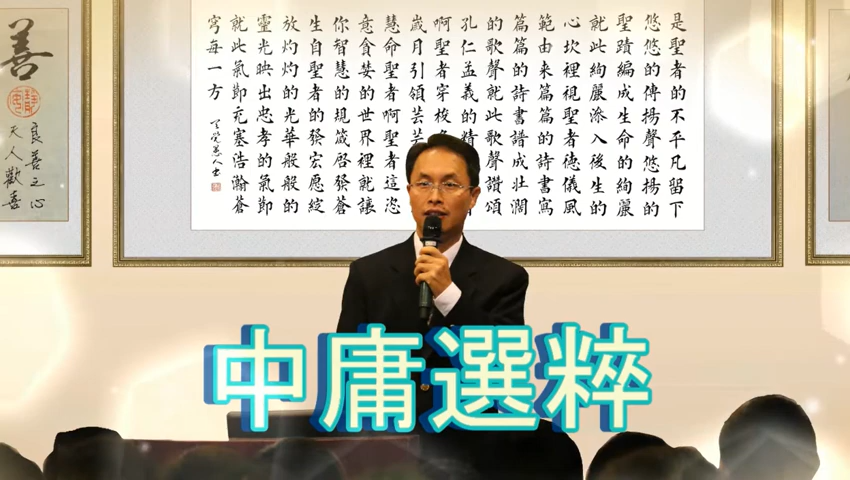 是聖者的不平凡留下
悠悠的傳揚聲悠揚的
聖蹟編成生命的絢麗
就此絢麗添入後生的
心坎裡視聖者德儀風
範由來篇篇的詩書寫
篇篇的詩書譜成壯濶
的歌聲就此歌聲讚頌
孔仁孟義的精
啊聖者穿梭
歲月引領芸芸
慧命聖者啊聖者這恣
意貪婪的世界裡就讓
你智慧的規箴啓發蒼
生自聖者的發宏愿綻
放灼灼的光華般般的
靈光映出忠孝的氣節
就此氣節充塞浩瀚蒼
穹每一方
善
良善之心
天人歡喜
中庸選粹